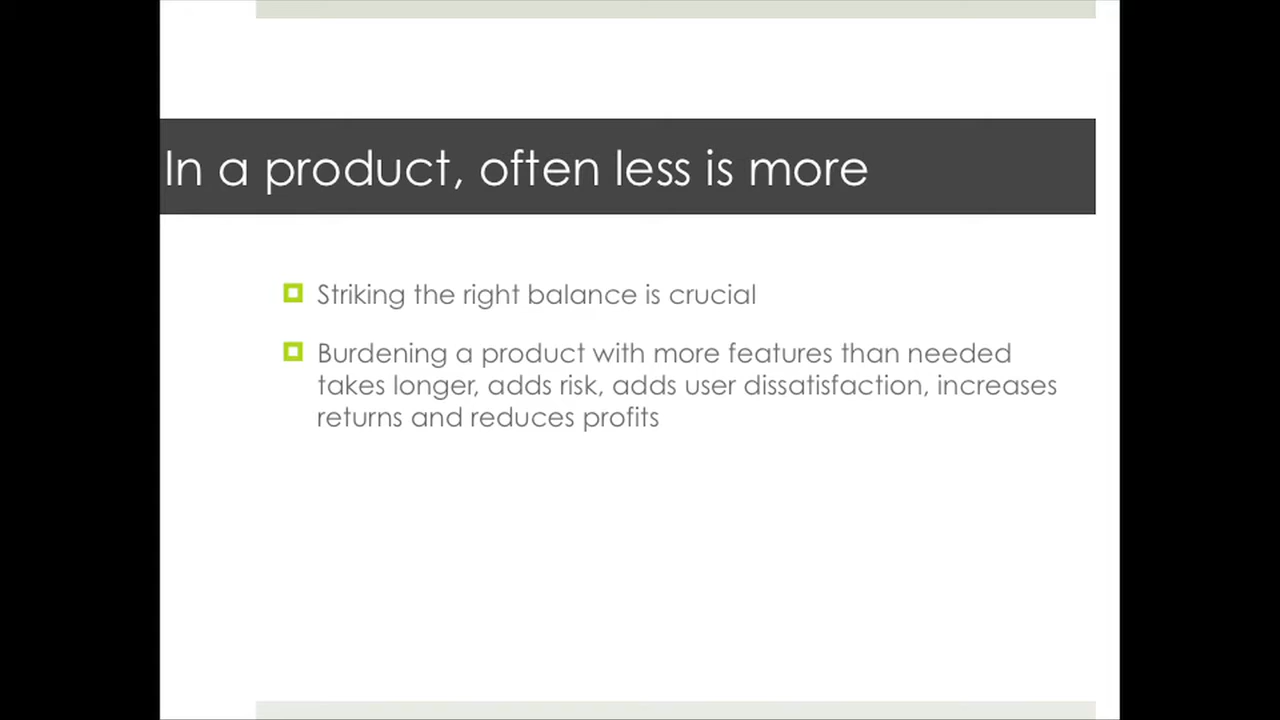 In a product, often less is more
Striking the right balance is crucial
Burdening a product with more features than needed
takes longer, adds risk, adds user dissatisfaction, increases
returns and reduces profits